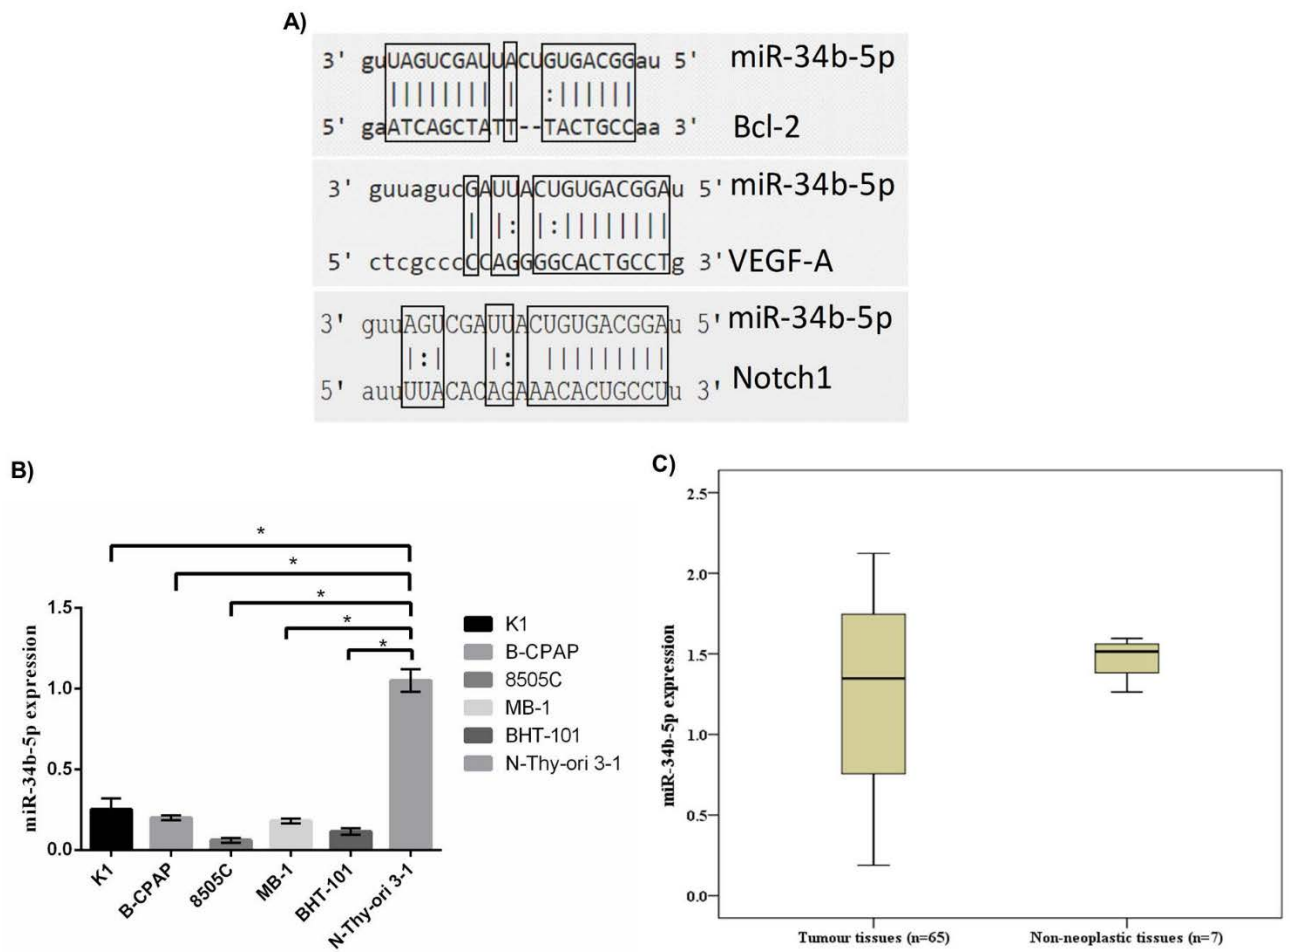 A)
3' guUAGUCGAUUACUGUGACGGau 5' miR-34b-5p
||||||||  |  :||||||
5' gaATCAGCTATT--TACTGCCaa 3' Bcl-2
3' guuagucGAUUACUGUGACGGAu 5' miR-34b-5p
| |: |:||||||||
5' ctcgcccCCAGGGGCACTGCCTg 3' VEGF-A
3' guuAGUCGAUUACUGUGACGGAu 5' miR-34b-5p
|:| |: |||||||||
5' auuUUACACAGAAACACUGCCUu 3' Notch1
B)
* 
*
*
*
*
miR-34b-5p expression
1.5
1.0
0.5
0.0
K1
B-CPAP
8505C
MB-1
BHT-101
N-Thy-ori 3-1
K1
B-CPAP
8505C
MB-1
BHT-101
N-Thy-ori 3-1
C)
miR-34b-5p expression
2.5
2.0
1.5
1.0
0.5
0.0
Tumour tissues (n=65)
Non-neoplastic tissues (n=7)